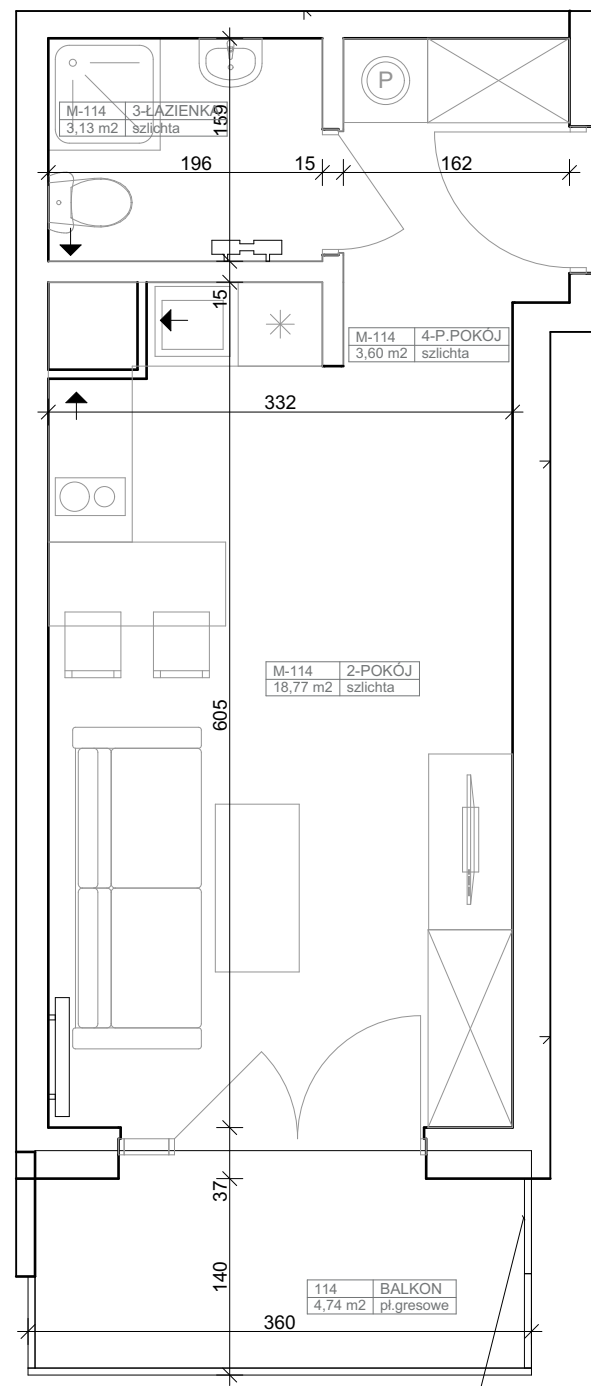 P
M-114 3-ŁAZIENKA
3,13 m2 szlichta
159
196 15 162
15
M-114 4-P.POKÓJ
3,60 m2 szlichta
332
M-114 2-POKÓJ
18,77 m2 szlichta
605
37
140
114 BALKON
4,74 m2 pł.gresowe
360